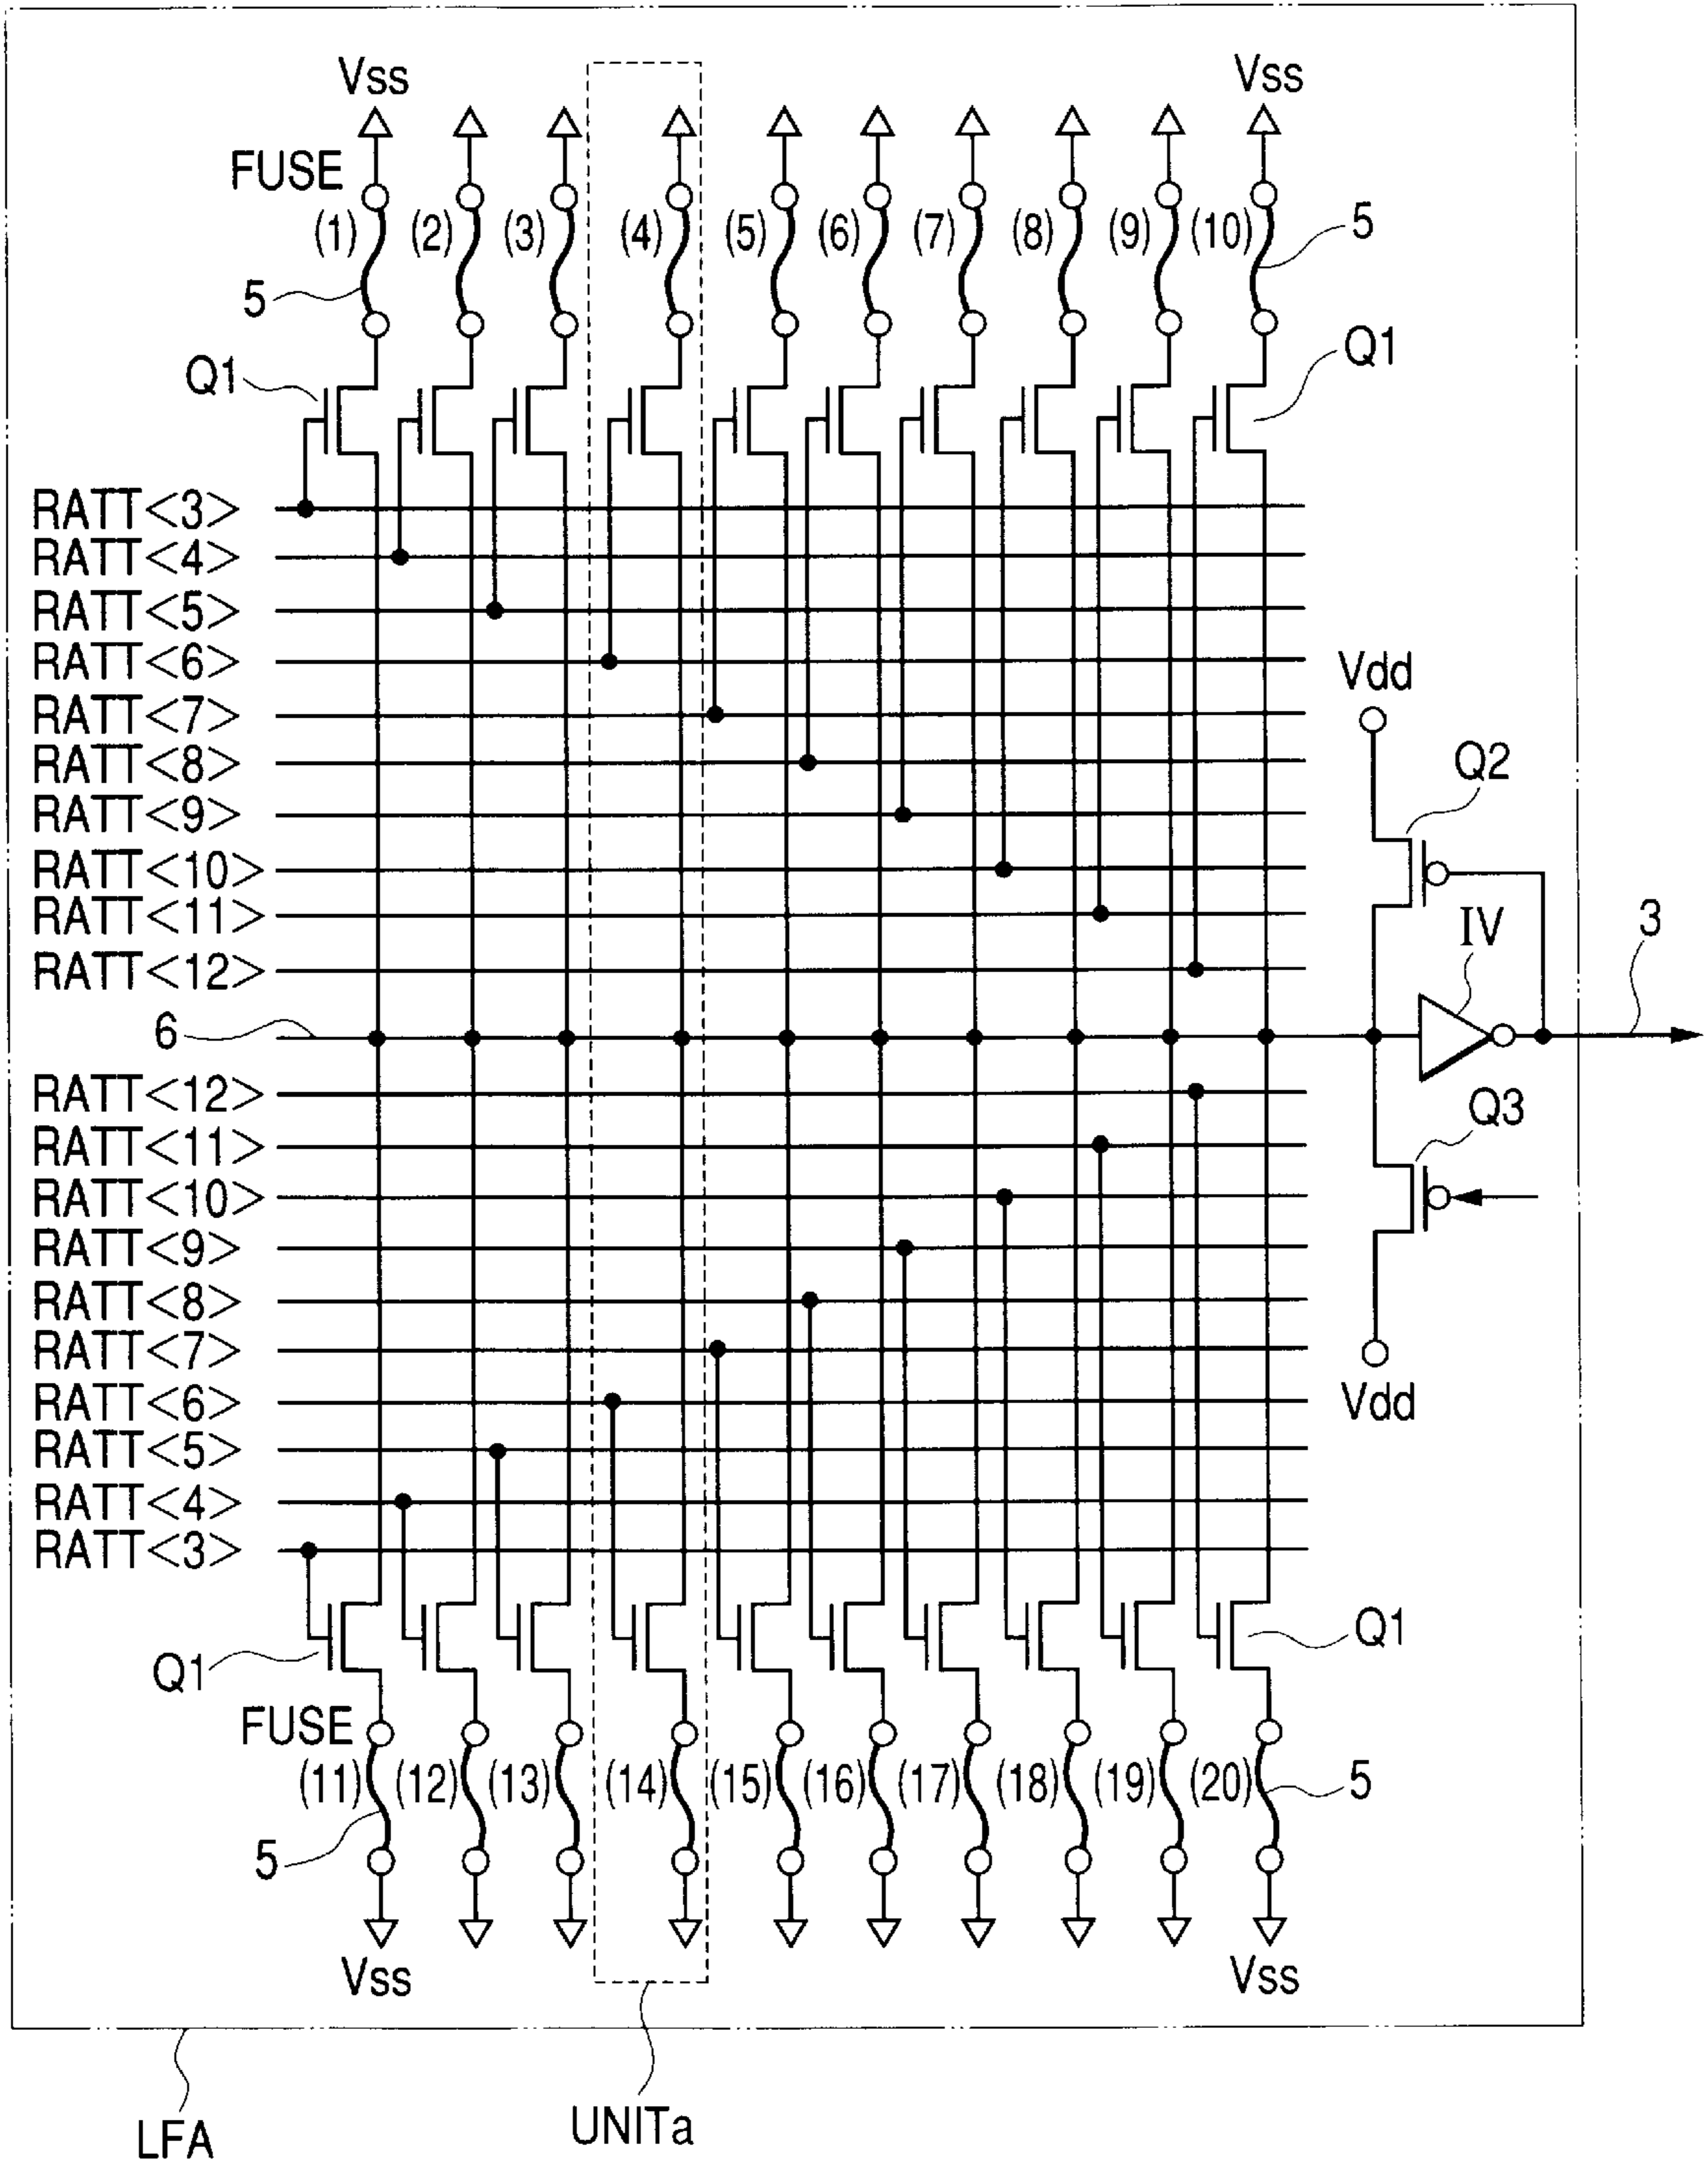 Vss Vss
FUSE
(1) (2) (3) (4) (5) (6) (7) (8) (9) (10) 5
5
Q1 Q1
RATT<3>
RATT<4>
RATT<5>
RATT<6>
RATT<7>
RATT<8>
RATT<9>
RATT<10>
RATT<11>
RATT<12>
Vdd
Q2
IV
3
6
RATT<12>
RATT<11>
RATT<10>
RATT<9>
RATT<8>
RATT<7>
RATT<6>
RATT<5>
RATT<4>
RATT<3>
Q3
Vdd
Q1 Q1
FUSE
(11) (12) (13) (14) (15) (16) (17) (18) (19) (20) 5
5
Vss Vss
LFA UNITa